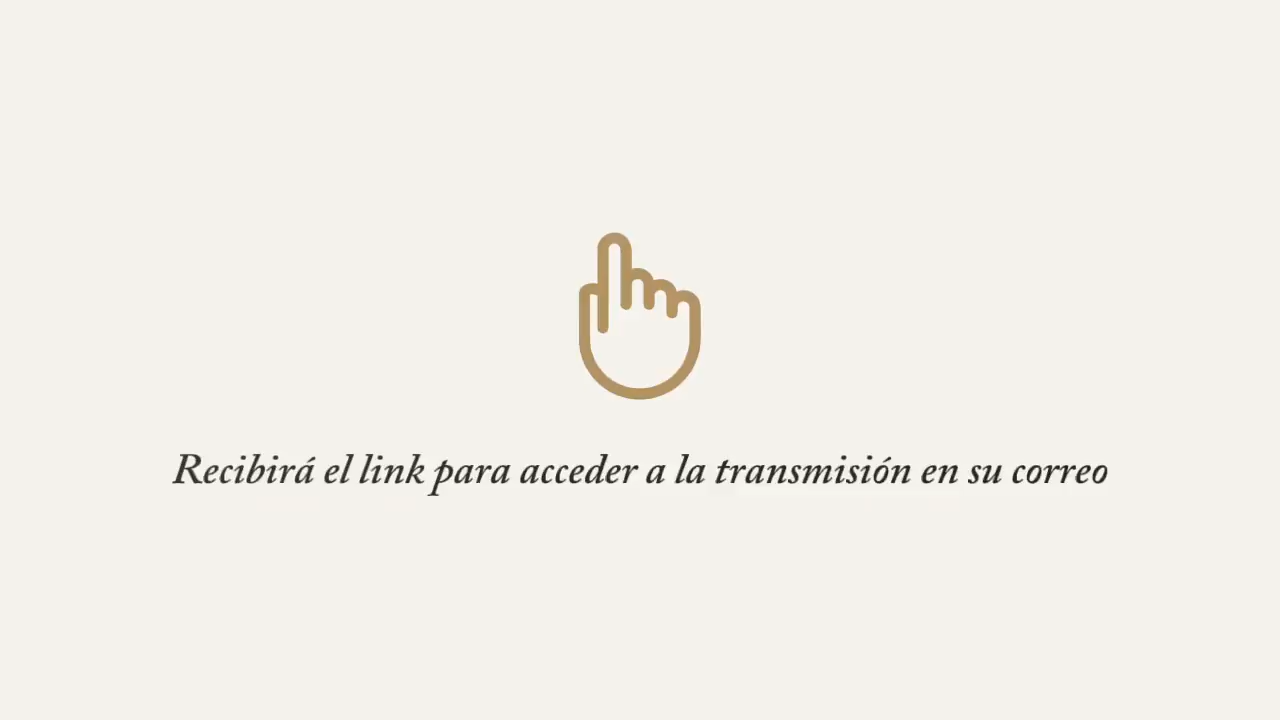 Recibirá el link para acceder a la transmisión en su correo